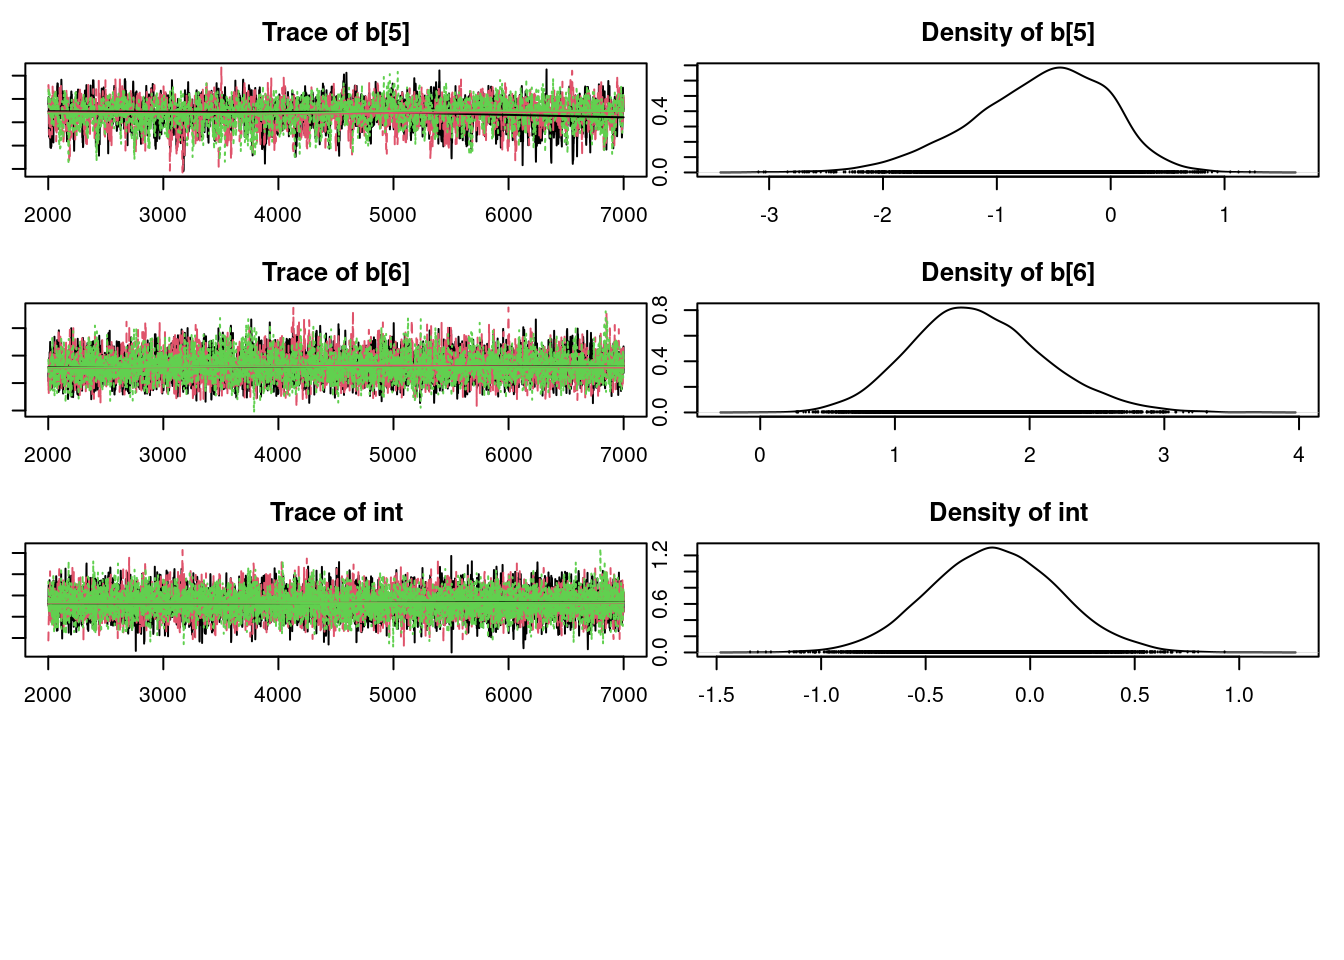 Trace of b[5]
2000 3000 4000 5000 6000 7000
Density of b[5]
0.0 0.4
-3 -2 -1 0 1
Trace of b[6]
2000 3000 4000 5000 6000 7000
Density of b[6]
0.0 0.4 0.8
0 1 2 3 4
Trace of int
2000 3000 4000 5000 6000 7000
Density of int
0.0 0.6 1.2
-1.5 -1.0 -0.5 0.0 0.5 1.0